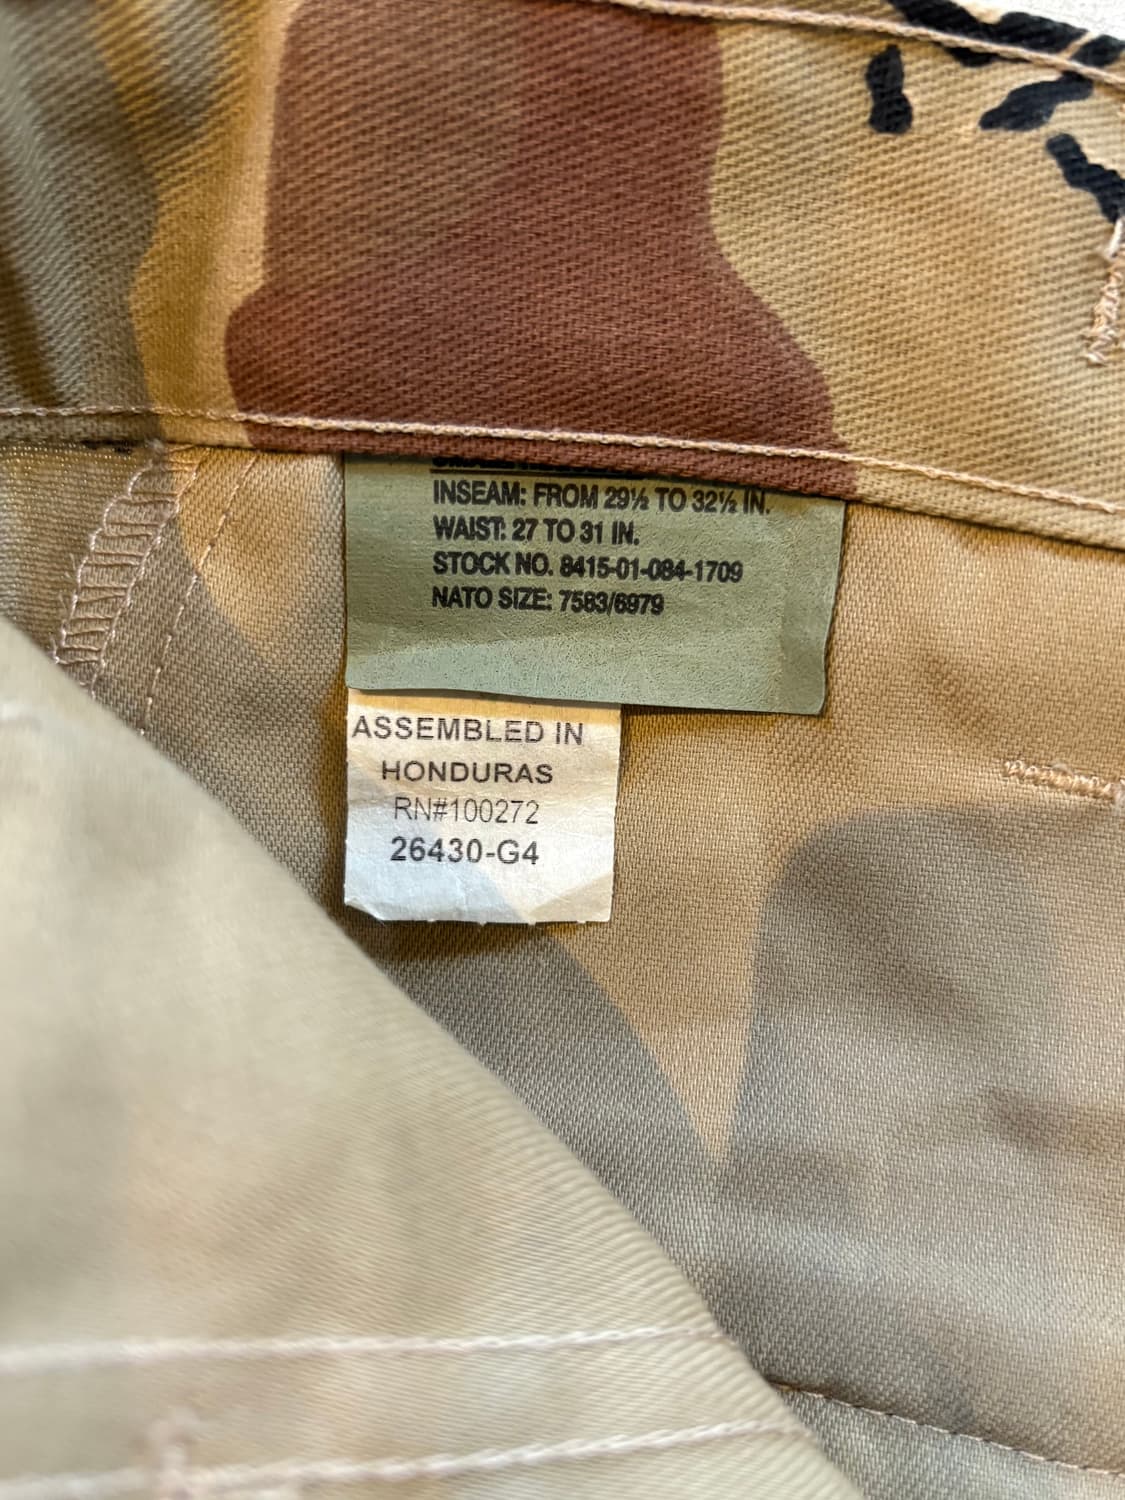 INSEAM: FROM 29½ TO 32½ IN.
WAIST: 27 TO 31 IN.
STOCK NO. 8415-01-084-1709
NATO SIZE: 7583/6979
ASSEMBLED IN
HONDURAS
RN#100272
26430-G4